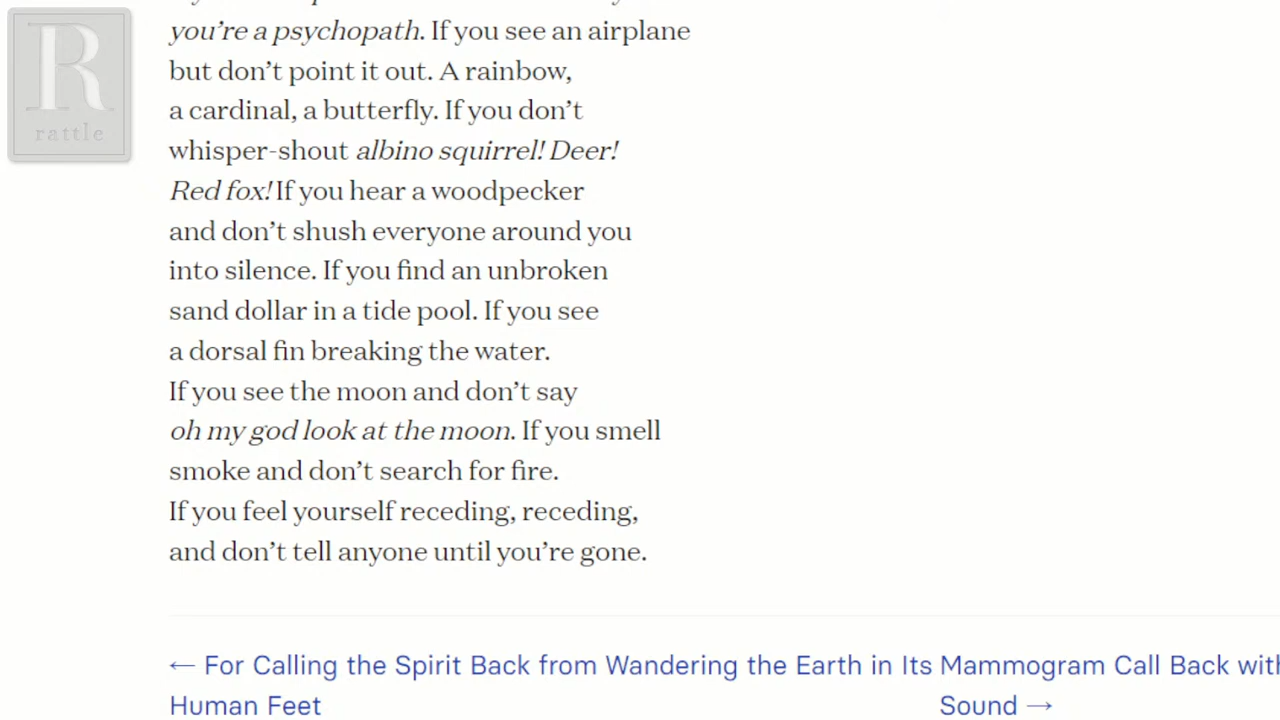 you're a psychopath. If you see an airplane
but don't point it out. A rainbow,
a cardinal, a butterfly. If you don't
whisper-shout albino squirrel! Deer!
Red fox! If you hear a woodpecker
and don't shush everyone around you
into silence. If you find an unbroken
sand dollar in a tide pool. If you see
a dorsal fin breaking the water.
If you see the moon and don't say
oh my god look at the moon. If you smell
smoke and don't search for fire.
If you feel yourself receding, receding,
and don't tell anyone until you're gone.
R
rattle
← For Calling the Spirit Back from Wandering the Earth in Its
Human Feet
Mammogram Call Back with
Sound →